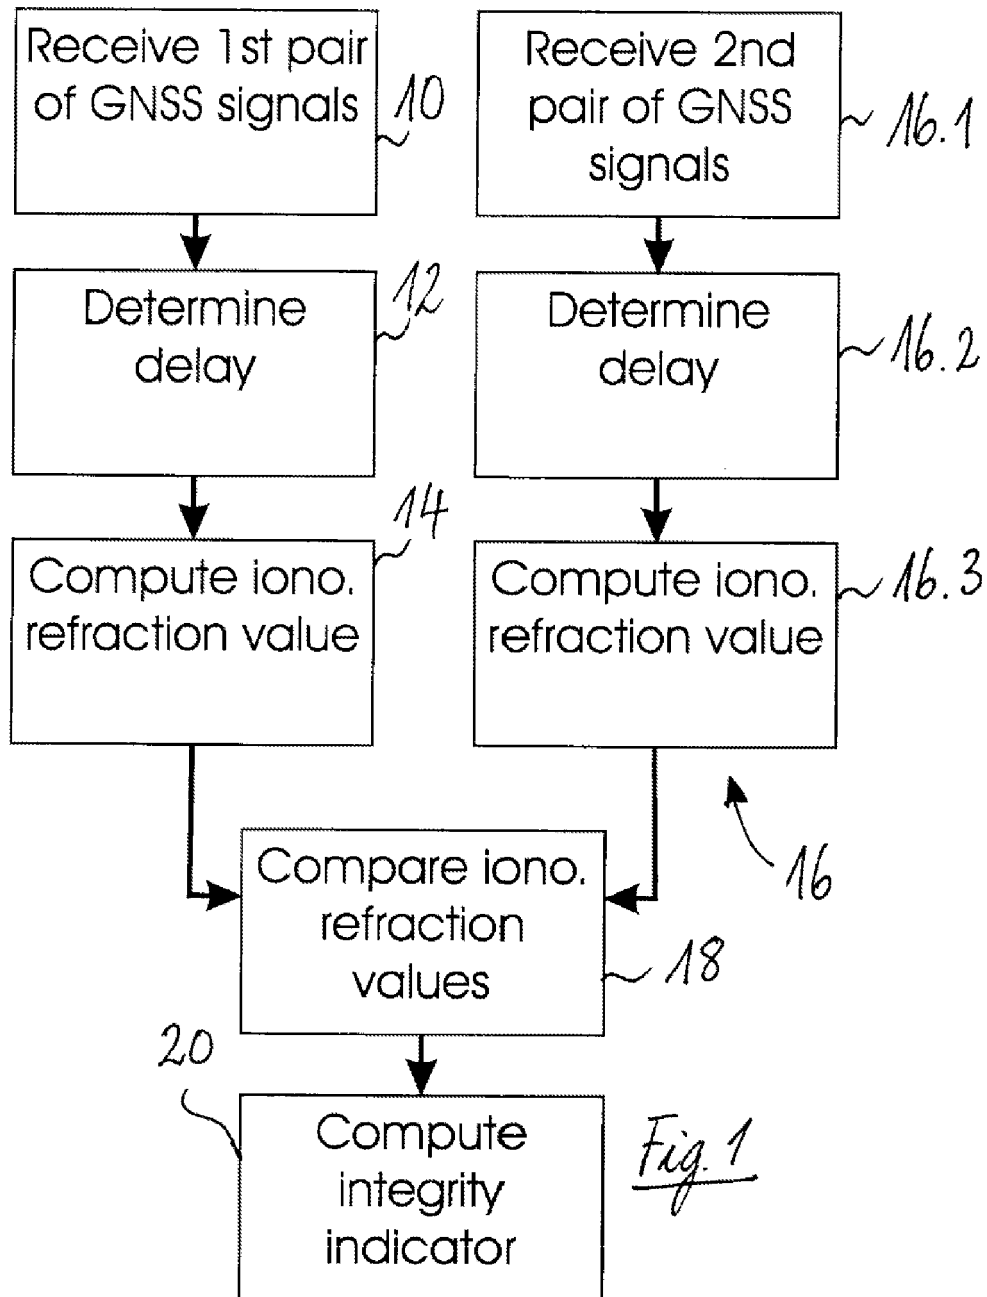 Receive 1st pair
of GNSS signals
10
Receive 2nd
pair of GNSS
signals
16.1
Determine
delay
12
Determine
delay
16.2
Compute iono.
refraction value
14
Compute iono.
refraction value
16.3
16
Compare iono.
refraction
values
18
20
Compute
integrity
indicator
Fig. 1